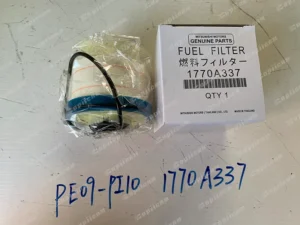 MITSUBISHI MOTORS
GENUINE PARTS
FUEL FILTER
燃料フィルター
1770A337
QTY 1
PE09-PI10 1770A337